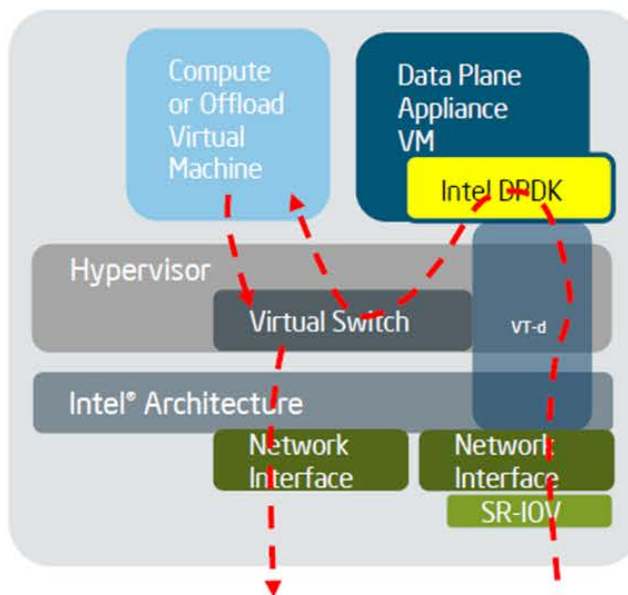 Compute
or Offload
Virtual
Machine
Data Plane
Appliance
VM
Intel DPDK
Hypervisor
Virtual Switch
VT-d
Intel® Architecture
Network
Interface
Network
Interface
SR-IOV